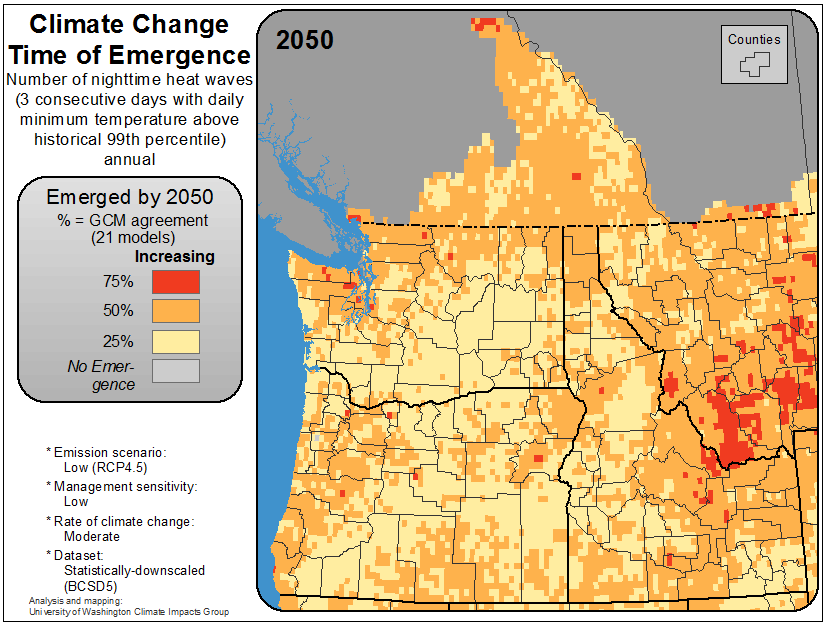 Climate Change
Time of Emergence
Number of nighttime heat waves
(3 consecutive days with daily
minimum temperature above
historical 99th percentile)
annual
2050
Counties
Emerged by 2050
% = GCM agreement
(21 models)
Increasing
75%
50%
25%
No Emer-
gence
* Emission scenario:
Low (RCP4.5)
* Management sensitivity:
Low
* Rate of climate change:
Moderate
* Dataset:
Statistically-downscaled
(BCSD5)
Analysis and mapping:
University of Washington Climate Impacts Group